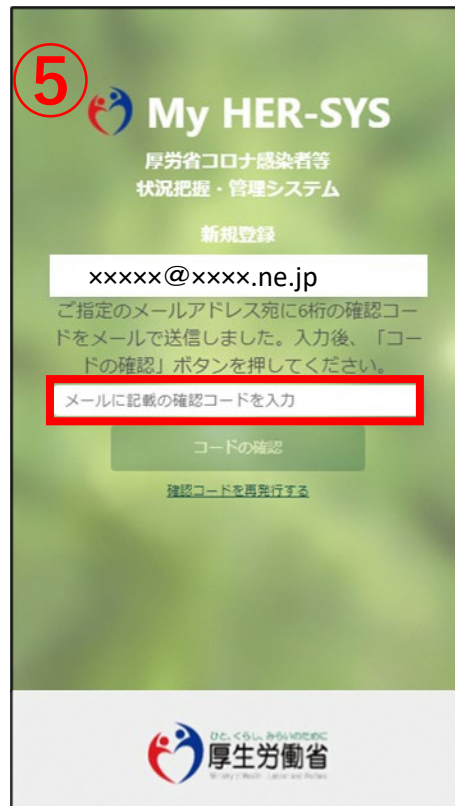 ⑤
My HER-SYS
厚労省コロナ感染者等
状況把握・管理システム
新規登録
×××××@××××.ne.jp
ご指定のメールアドレス宛に6桁の確認コー
ドをメールで送信しました。入力後、「コー
ドの確認」ボタンを押してください。
メールに記載の確認コードを入力
コードの確認
確認コードを再発行する
ひと、くらし、みらいのために
厚生労働省
Ministry of Health, Labour and Welfare